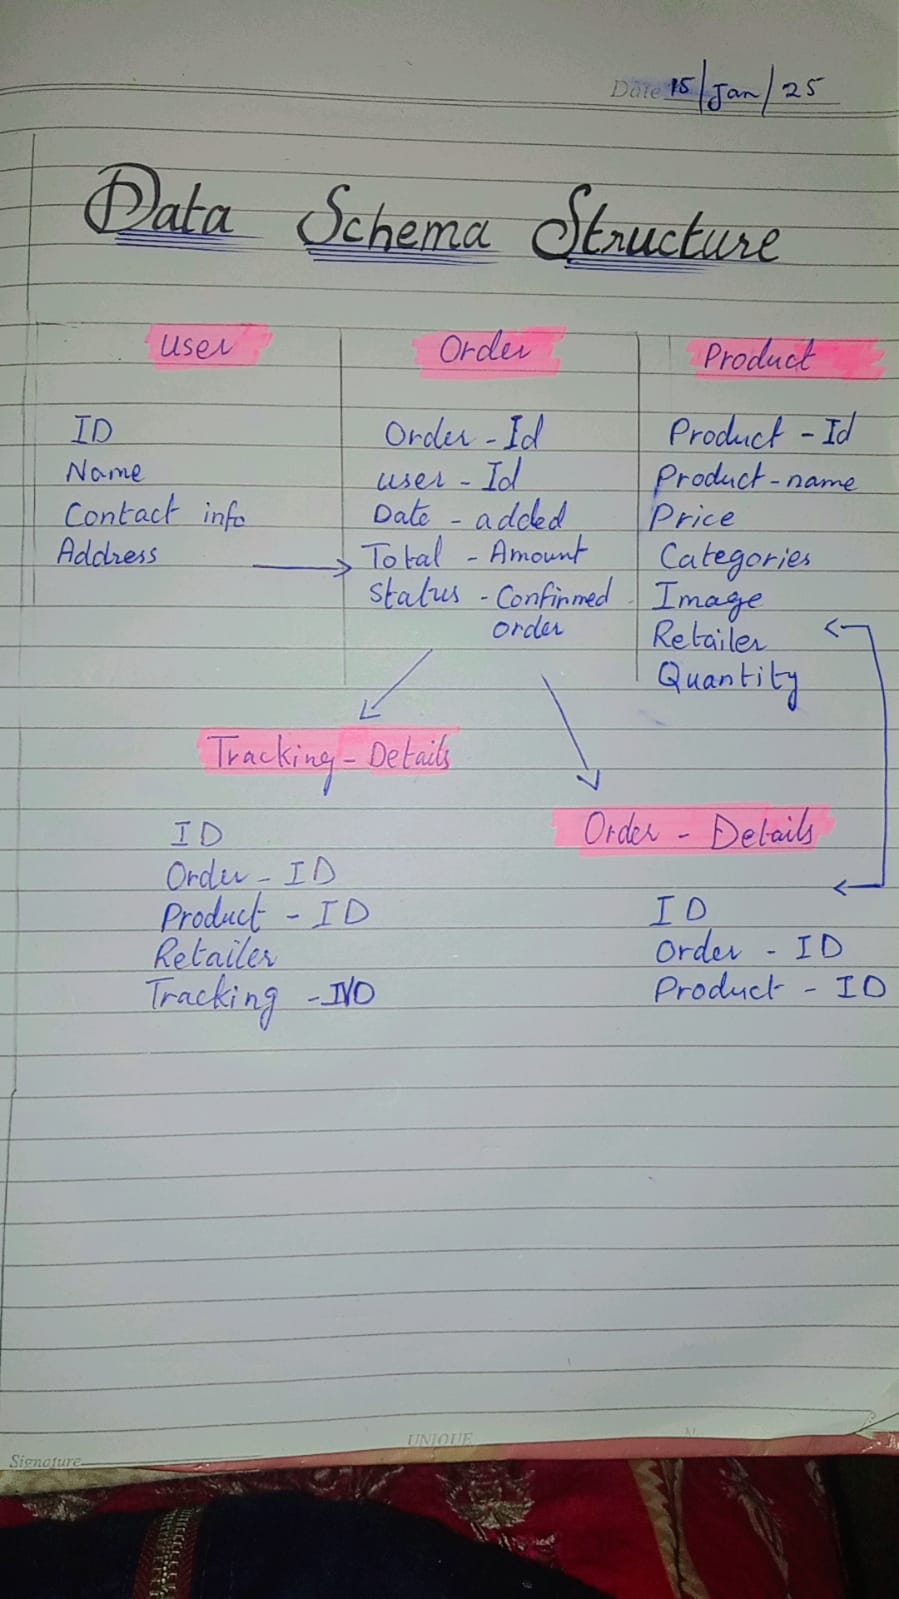 Date 15/Jan/25
Data Schema Structure
User
ID
Name
Contact info
Address
Order
Order - Id
user - Id
Date - added
Total - Amount
Status - Confirmed
order
Product
Product - Id
Product - name
Price
Categories
Image
Retailer
Quantity
Tracking - Details
ID
Order - ID
Product - ID
Retailer
Tracking - NO
Order - Details
ID
Order - ID
Product - ID
UNIQUE
Signature